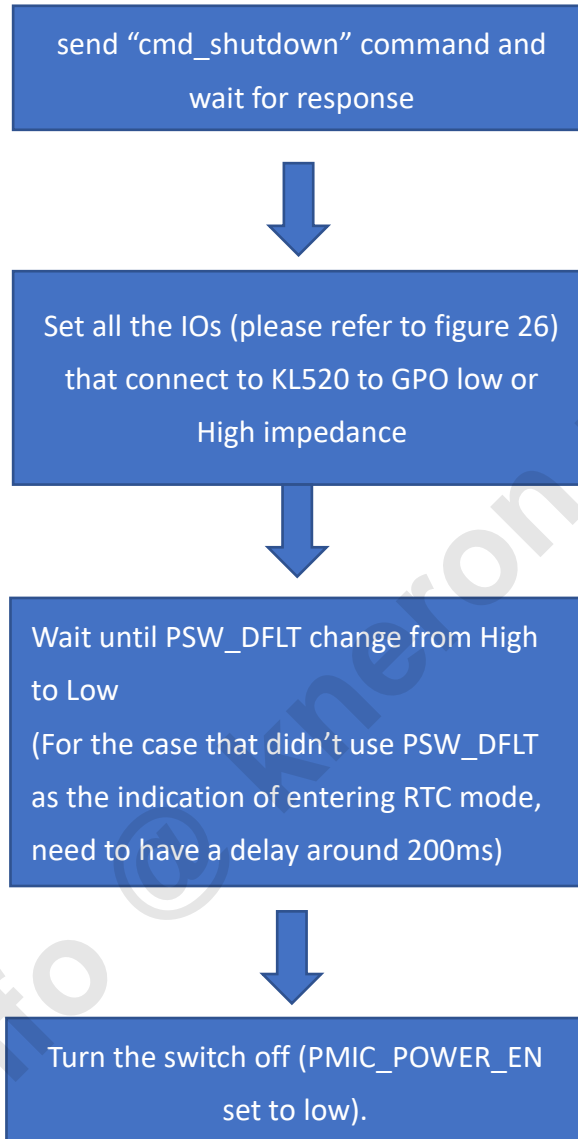 send “cmd_shutdown” command and
wait for response
Set all the IOs (please refer to figure 26)
that connect to KL520 to GPO low or
High impedance
Wait until PSW_DFLT change from High
to Low
(For the case that didn’t use PSW_DFLT
as the indication of entering RTC mode,
need to have a delay around 200ms)
Turn the switch off (PMIC_POWER_EN
set to low).
@ kneron